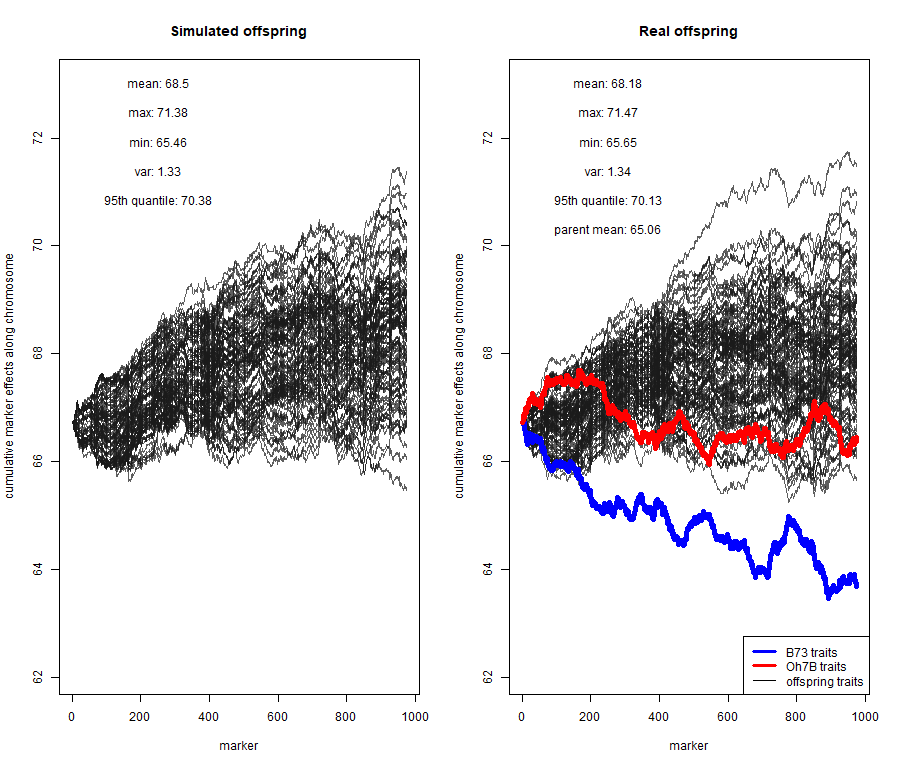 Simulated offspring
mean: 68.5
max: 71.38
min: 65.46
var: 1.33
95th quantile: 70.38
cumulative marker effects along chromosome
72
70
68
66
64
62
0 200 400 600 800 1000
marker
Real offspring
mean: 68.18
max: 71.47
min: 65.65
var: 1.34
95th quantile: 70.13
parent mean: 65.06
cumulative marker effects along chromosome
72
70
68
66
64
62
B73 traits
Oh7B traits
offspring traits
0 200 400 600 800 1000
marker